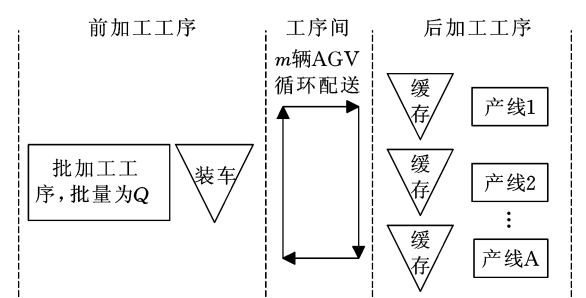 前加工工序
工序间
后加工工序
m辆AGV
循环配送
批加工工
序,批量为Q
装车
缓存
产线1
缓存
产线2
⋮
缓存
产线A